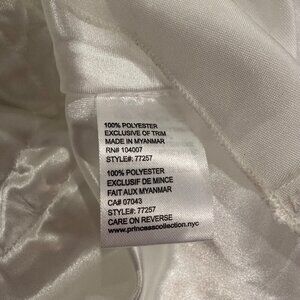 100% POLYESTER
EXCLUSIVE OF TRIM
MADE IN MYANMAR
RN# 104007
STYLE#: 77257
100% POLYESTER
EXCLUSIF DE MINCE
FAIT AUX MYANMAR
CA# 07043
STYLE#: 77257
CARE ON REVERSE
www.princesscollection.nyc